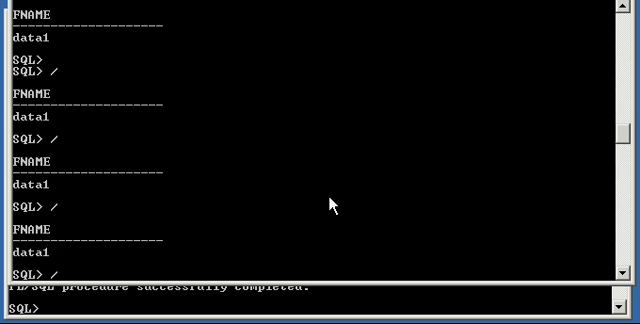 FNAME
--------------------
data1
SQL>
SQL> /
FNAME
--------------------
data1
SQL> /
FNAME
--------------------
data1
SQL> /
FNAME
--------------------
data1
SQL> /
PL/SQL procedure successfully completed.
SQL>